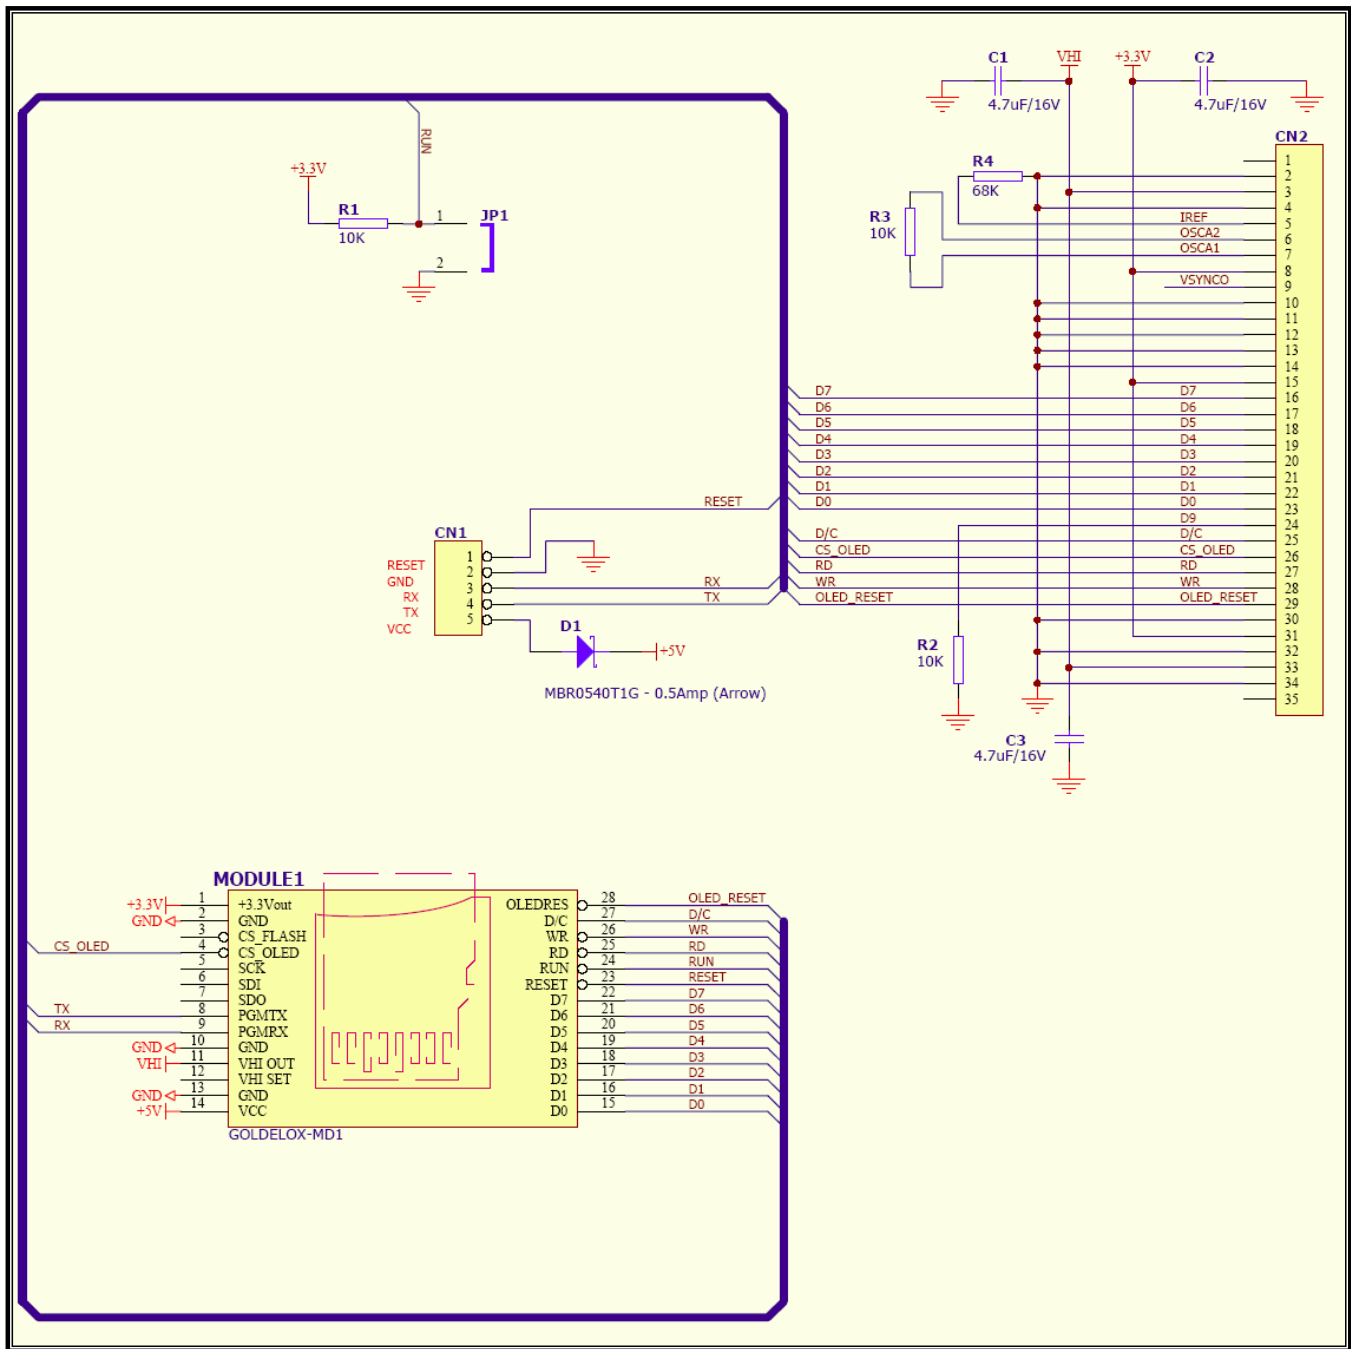 C1
VHI
+3.3V
C2
4.7uF/16V
4.7uF/16V
CN2
RUN
+3.3V
R1
10K
1
JP1
2
R4
68K
R3
10K
IREF
OSCA2
OSCA1
VSYNCO
1
2
3
4
5
6
7
8
9
10
11
12
13
14
15
16
17
18
19
20
21
22
23
24
25
26
27
28
29
30
31
32
33
34
35
D7 D7
D6 D6
D5 D5
D4 D4
D3 D3
D2 D2
D1 D1
D0 D0
D9
D/C D/C
CS_OLED CS_OLED
RD RD
WR WR
OLED_RESET OLED_RESET
RESET
CN1
RESET 1
GND 2
RX 3
TX 4
VCC 5
RX
TX
D1
+5V
MBR0540T1G - 0.5Amp (Arrow)
R2
10K
C3
4.7uF/16V
MODULE1
+3.3V 1 +3.3Vout OLEDRES 28 OLED_RESET
GND 2 GND D/C 27 D/C
3 CS_FLASH WR 26 WR
CS_OLED 4 CS_OLED RD 25 RD
5 SCK RUN 24 RUN
6 SDI RESET 23 RESET
7 SDO D7 22 D7
TX 8 PGMTX D6 21 D6
RX 9 PGMRX D5 20 D5
GND 10 GND D4 19 D4
VHI 11 VHI OUT D3 18 D3
12 VHI SET D2 17 D2
GND 13 GND D1 16 D1
+5V 14 VCC D0 15 D0
GOLDELOX-MD1